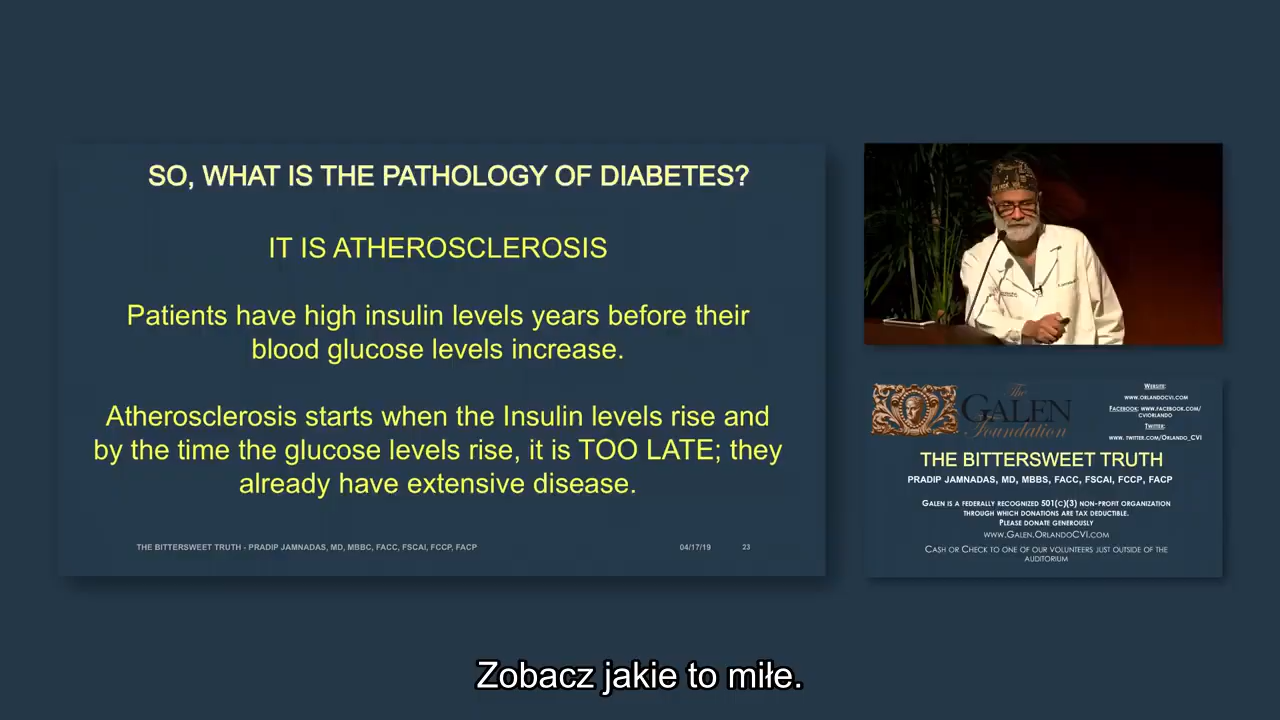 SO, WHAT IS THE PATHOLOGY OF DIABETES?
IT IS ATHEROSCLEROSIS
Patients have high insulin levels years before their
blood glucose levels increase.
Atherosclerosis starts when the Insulin levels rise and
by the time the glucose levels rise, it is TOO LATE; they
already have extensive disease.
THE BITTERSWEET TRUTH - PRADIP JAMNADAS, MD, MBBC, FACC, FSCAI, FCCP, FACP
04/17/19
23
The
GALEN
Foundation
WEBSITE:
WWW.ORLANDOCVI.COM
FACEBOOK: WWW.FACEBOOK.COM/
CVIORLANDO
TWITTER:
WWW. TWITTER.COM/ORLANDO_CVI
THE BITTERSWEET TRUTH
PRADIP JAMNADAS, MD, MBBS, FACC, FSCAI, FCCP, FACP
GALEN IS A FEDERALLY RECOGNIZED 501(C)(3) NON-PROFIT ORGANIZATION
THROUGH WHICH DONATIONS ARE TAX DEDUCTIBLE.
PLEASE DONATE GENEROUSLY
WWW.GALEN.ORLANDOCVI.COM
CASH OR CHECK TO ONE OF OUR VOLUNTEERS JUST OUTSIDE OF THE
AUDITORIUM
Zobacz jakie to miłe.